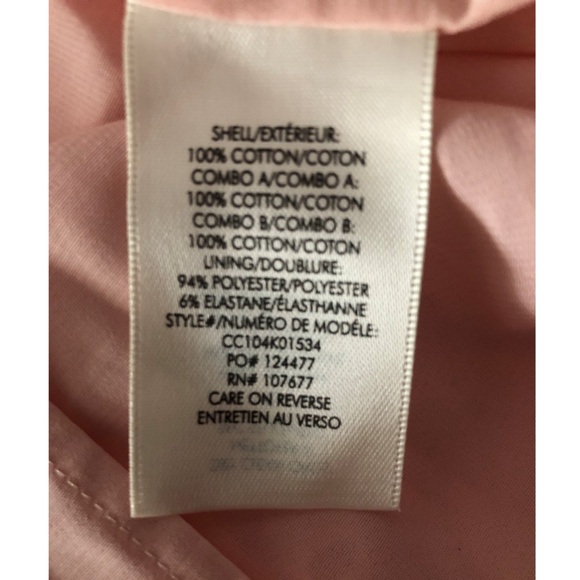 SHELL/EXTÉRIEUR:
100% COTTON/COTON
COMBO A/COMBO A:
100% COTTON/COTON
COMBO B/COMBO B:
100% COTTON/COTON
LINING/DOUBLURE:
94% POLYESTER/POLYESTER
6% ELASTANE/ÉLASTHANNE
STYLE#/NUMÉRO DE MODÉLE:
CC104K01534
PO# 124477
RN# 107677
CARE ON REVERSE
ENTRETIEN AU VERSO